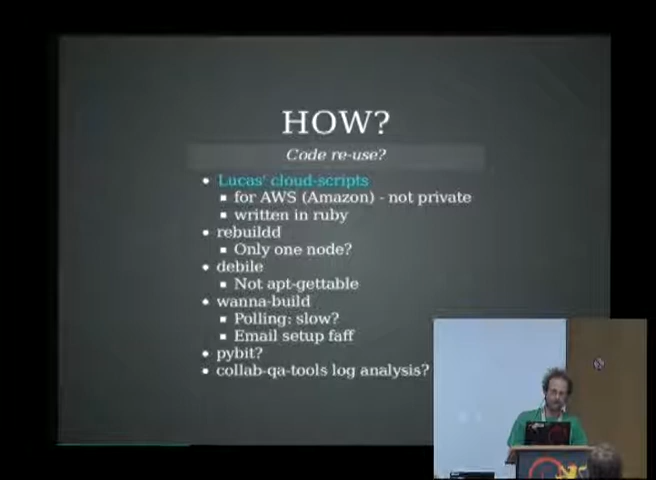 HOW?
Code re-use?
Lucas' cloud-scripts
for AWS (Amazon) - not private
written in ruby
rebuildd
Only one node?
debile
Not apt-gettable
wanna-build
Polling: slow?
Email setup faff
pybit?
collab-qa-tools log analysis?